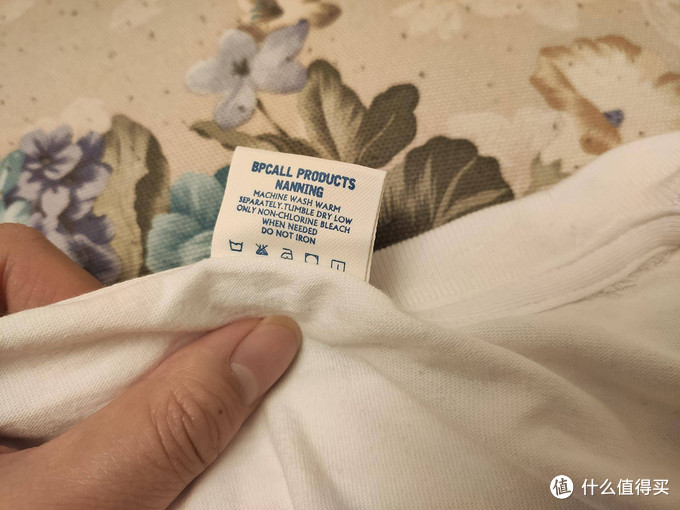 BPCALL PRODUCTS
NANNING
MACHINE WASH WARM
SEPARATELY.TUMBLE DRY LOW
ONLY NON-CHLORINE BLEACH
WHEN NEEDED
DO NOT IRON
值 什么值得买